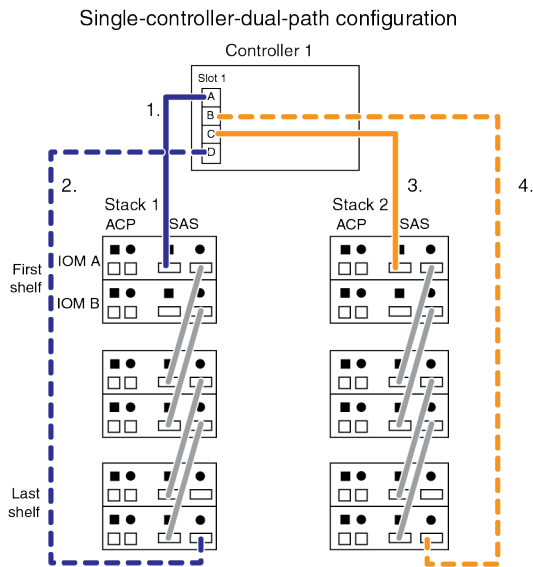 Single-controller-dual-path configuration
Controller 1
Slot 1
A
B
C
D
1.
2.
3.
4.
Stack 1
ACP
SAS
Stack 2
ACP
SAS
IOM A
First
shelf
IOM B
Last
shelf